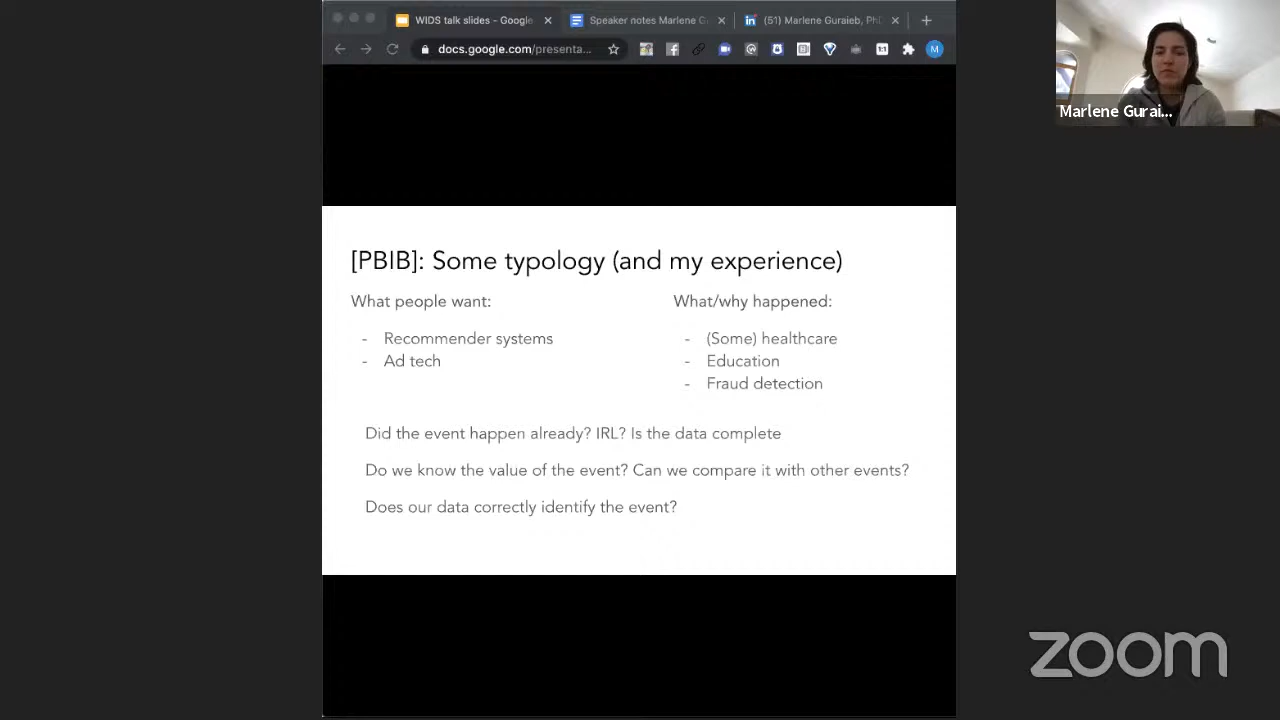 WIDS talk slides - Google
Speaker notes Marlene G
(51) Marlene Guraieb, PhD
docs.google.com/presenta...
M
Marlene Gurai...
[PBIB]: Some typology (and my experience)
What people want:
- Recommender systems
- Ad tech
What/why happened:
- (Some) healthcare
- Education
- Fraud detection
Did the event happen already? IRL? Is the data complete
Do we know the value of the event? Can we compare it with other events?
Does our data correctly identify the event?
zoom